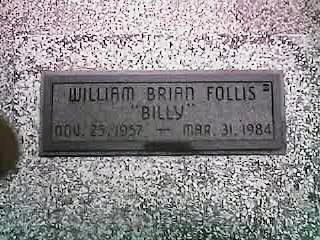 WILLIAM BRIAN FOLLIS
"BILLY"
NOV. 25, 1957 — MAR. 31, 1984